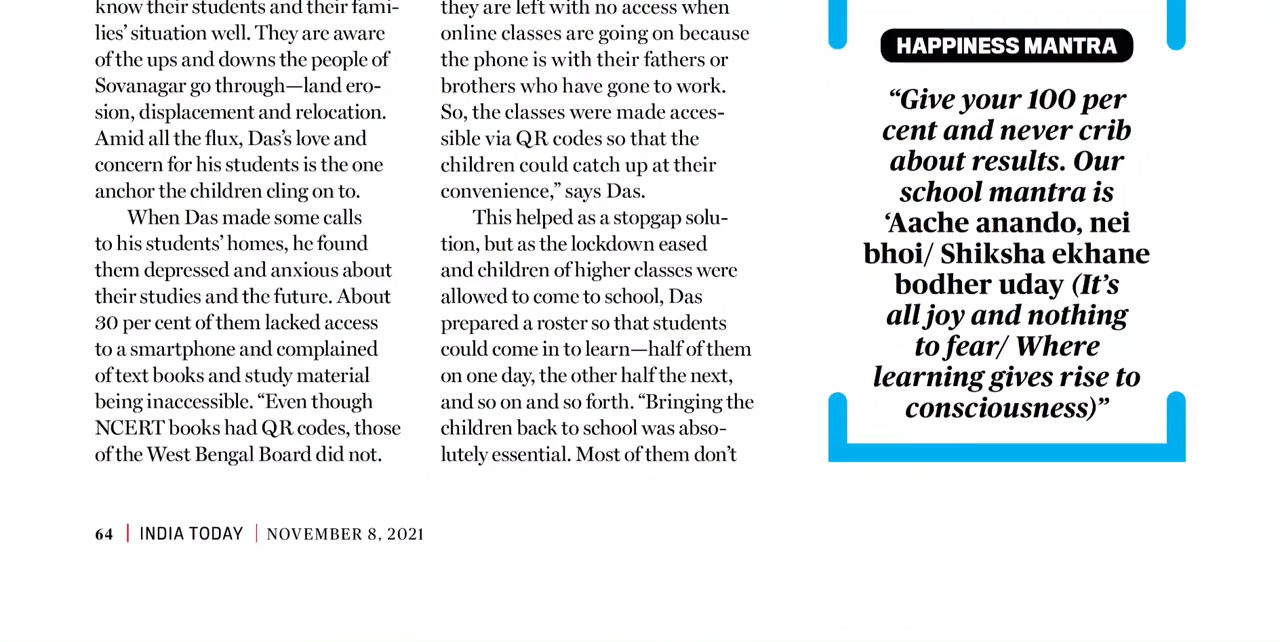 know their students and their fami-
lies’ situation well. They are aware
of the ups and downs the people of
Sovanagar go through—land ero-
sion, displacement and relocation.
Amid all the flux, Das’s love and
concern for his students is the one
anchor the children cling on to.
When Das made some calls
to his students’ homes, he found
them depressed and anxious about
their studies and the future. About
30 per cent of them lacked access
to a smartphone and complained
of text books and study material
being inaccessible. “Even though
NCERT books had QR codes, those
of the West Bengal Board did not.
they are left with no access when
online classes are going on because
the phone is with their fathers or
brothers who have gone to work.
So, the classes were made acces-
sible via QR codes so that the
children could catch up at their
convenience,” says Das.
This helped as a stopgap solu-
tion, but as the lockdown eased
and children of higher classes were
allowed to come to school, Das
prepared a roster so that students
could come in to learn—half of them
on one day, the other half the next,
and so on and so forth. “Bringing the
children back to school was abso-
lutely essential. Most of them don’t
HAPPINESS MANTRA
“Give your 100 per
cent and never crib
about results. Our
school mantra is
‘Aache anando, nei
bhoi/ Shiksha ekhane
bodher uday (It’s
all joy and nothing
to fear/ Where
learning gives rise to
consciousness)”
64 | INDIA TODAY | NOVEMBER 8, 2021